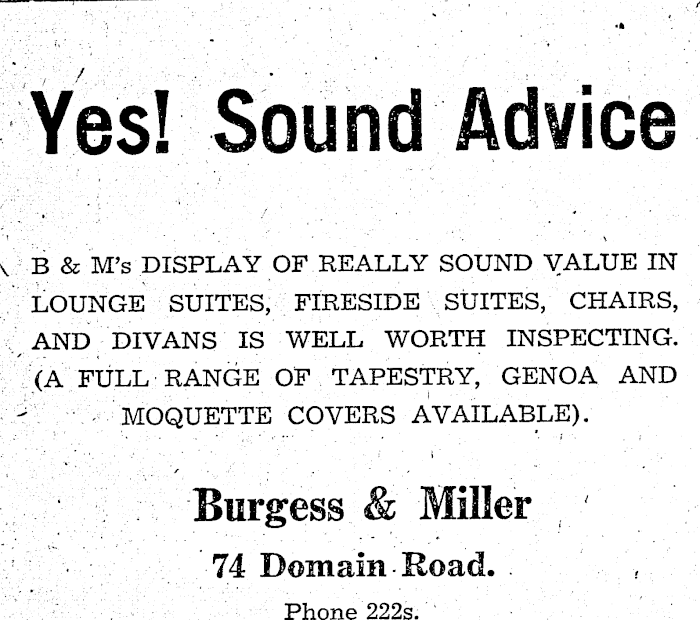 Yes! Sound Advice
B & M's DISPLAY OF REALLY SOUND VALUE IN
LOUNGE SUITES, FIRESIDE SUITES, CHAIRS,
AND DIVANS IS WELL WORTH INSPECTING.
(A FULL RANGE OF TAPESTRY, GENOA AND
MOQUETTE COVERS AVAILABLE).
Burgess & Miller
74 Domain Road.
Phone 222s.